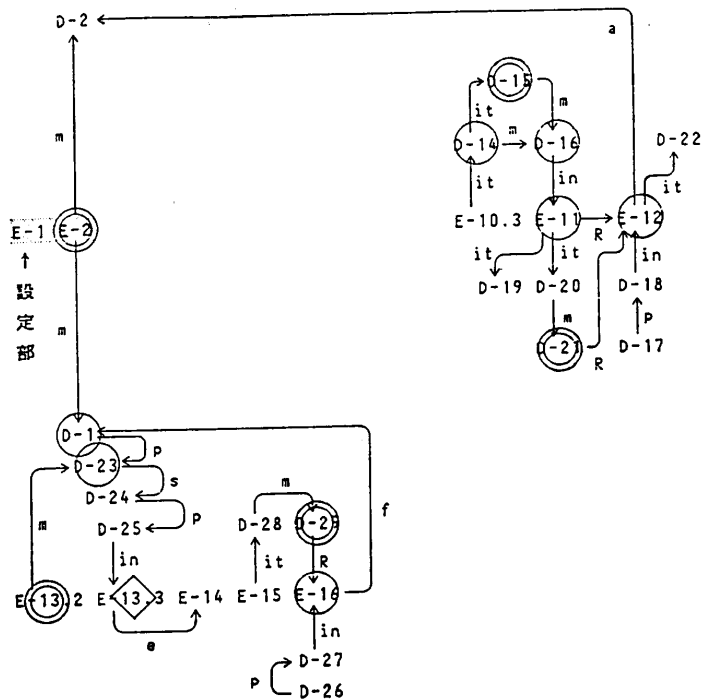 D-2
a
D-15
it
m
m
D-14
m
D-16
D-22
it
in
it
E-1
E-2
E-10.3
E-11
R
E-12
it
it
in
D-19
D-20
D-18
設定部
m
m
p
D-21
R
D-17
D-1
p
D-23
s
f
D-24
m
p
D-25
D-28
m
in
it
R
E-13.2
E-13.3
E-14
E-15
E-16
e
in
D-27
p
D-26